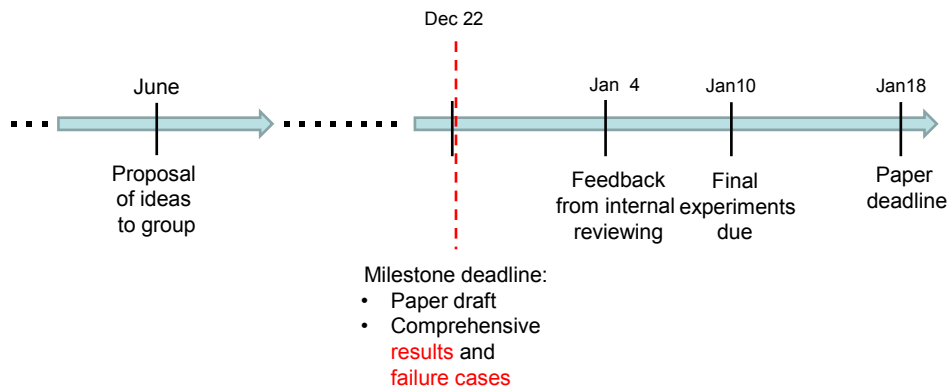 Dec 22
June
Jan 4
Jan10
Jan18
Proposal
of ideas
to group
Feedback
from internal
reviewing
Final
experiments
due
Paper
deadline
Milestone deadline:
• Paper draft
• Comprehensive
results and
failure cases